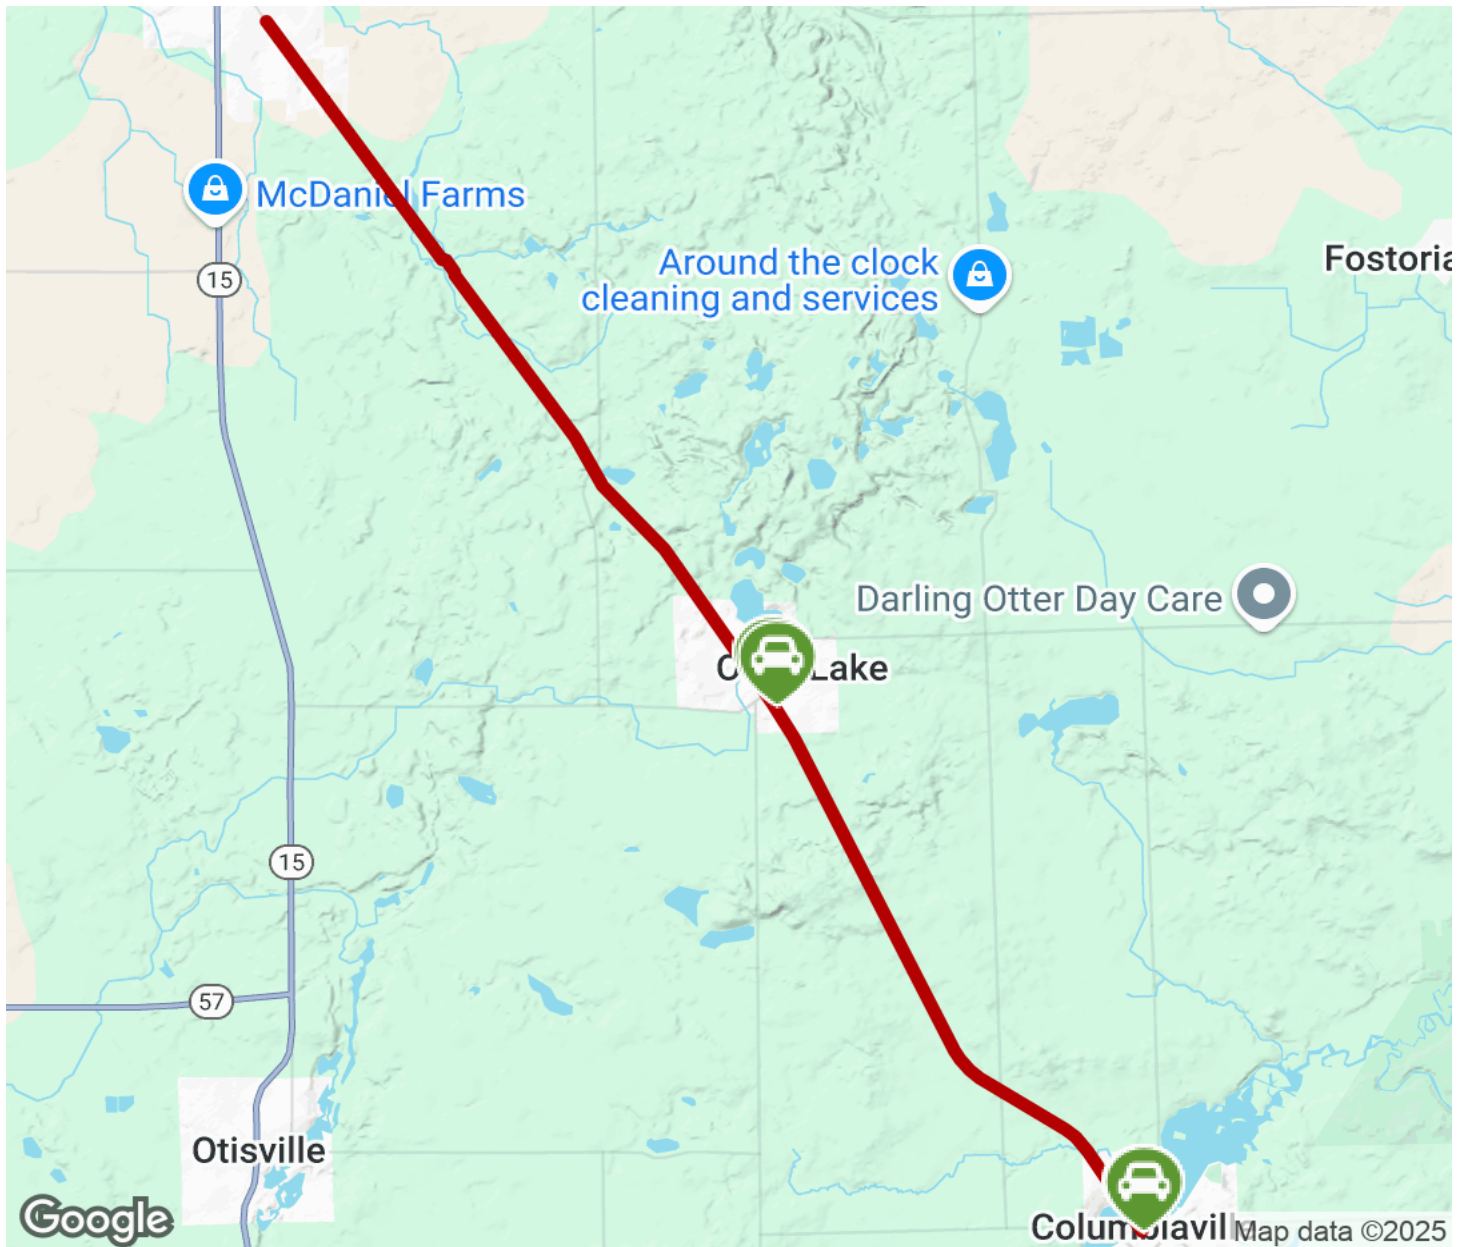 McDaniel Farms
15
Around the clock
cleaning and services
Fostoria
Darling Otter Day Care
Lake
15
57
Otisville
Google
Map data ©2025